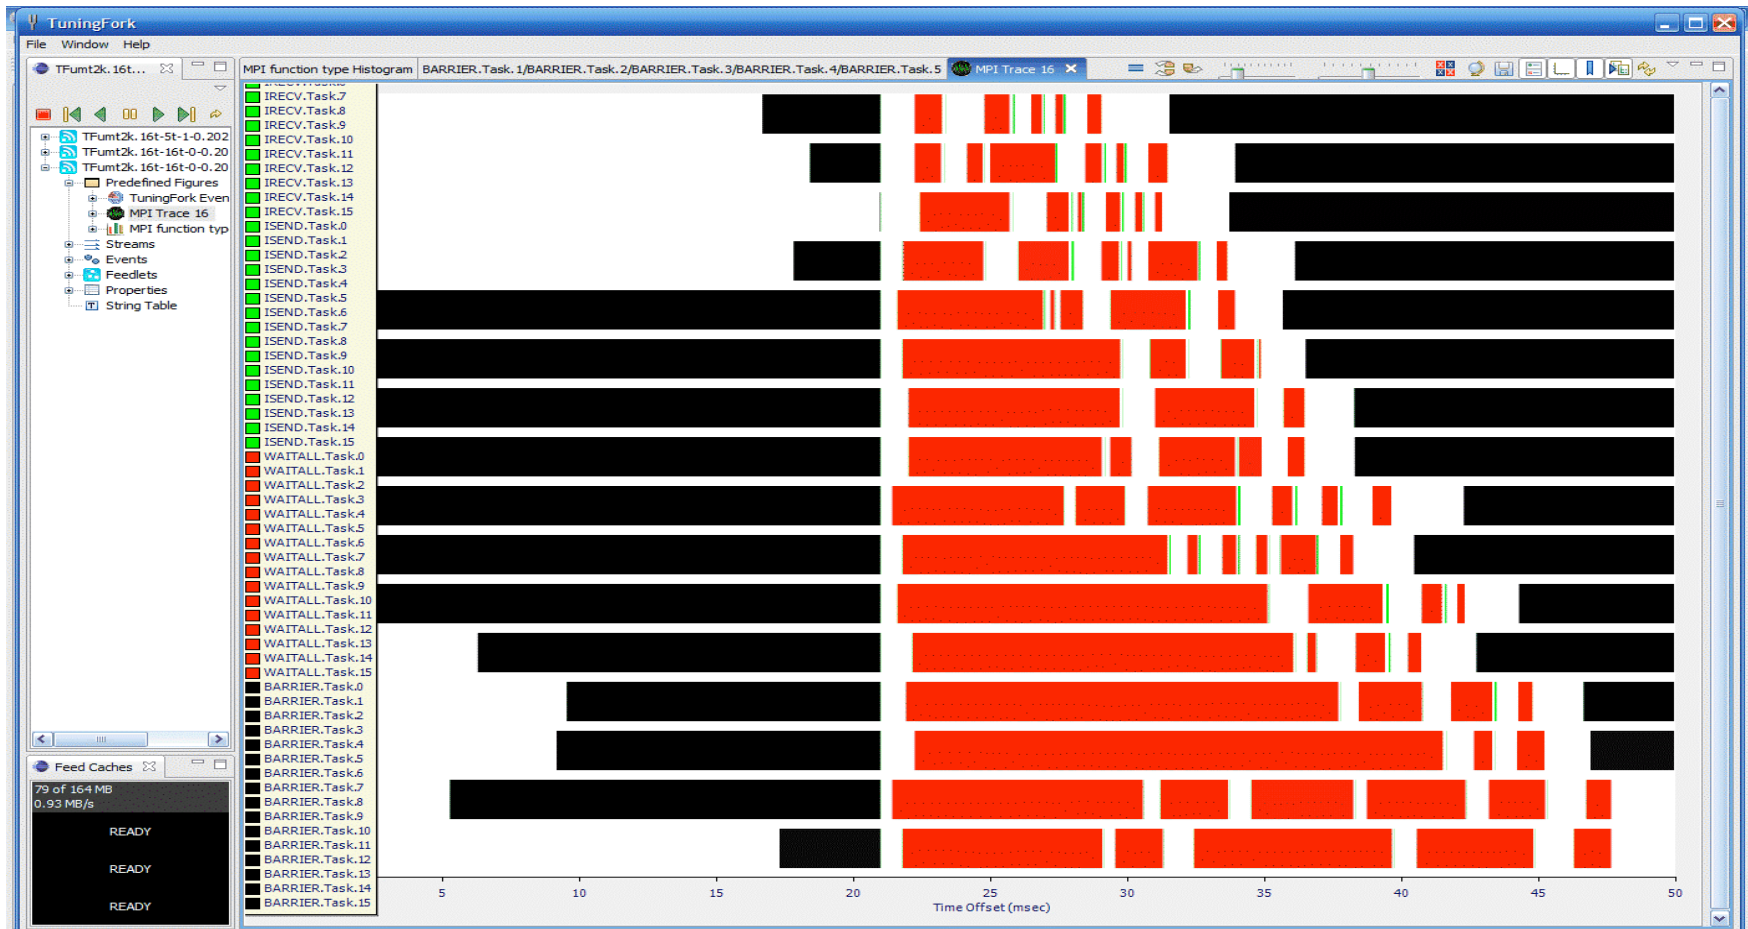 TuningFork
File Window Help
TFumt2k.16t...
MPI function type Histogram
BARRIER.Task.1/BARRIER.Task.2/BARRIER.Task.3/BARRIER.Task.4/BARRIER.Task.5
MPI Trace 16
TFumt2k.16t-5t-1-0.202
TFumt2k.16t-16t-0-0.20
TFumt2k.16t-16t-0-0.20
Predefined Figures
TuningFork Even
MPI Trace 16
MPI function typ
Streams
Events
Feedlets
Properties
String Table
Feed Caches
79 of 164 MB
0.93 MB/s
READY
READY
READY
IRECV.Task.7
IRECV.Task.8
IRECV.Task.9
IRECV.Task.10
IRECV.Task.11
IRECV.Task.12
IRECV.Task.13
IRECV.Task.14
IRECV.Task.15
ISEND.Task.0
ISEND.Task.1
ISEND.Task.2
ISEND.Task.3
ISEND.Task.4
ISEND.Task.5
ISEND.Task.6
ISEND.Task.7
ISEND.Task.8
ISEND.Task.9
ISEND.Task.10
ISEND.Task.11
ISEND.Task.12
ISEND.Task.13
ISEND.Task.14
ISEND.Task.15
WAITALL.Task.0
WAITALL.Task.1
WAITALL.Task.2
WAITALL.Task.3
WAITALL.Task.4
WAITALL.Task.5
WAITALL.Task.6
WAITALL.Task.7
WAITALL.Task.8
WAITALL.Task.9
WAITALL.Task.10
WAITALL.Task.11
WAITALL.Task.12
WAITALL.Task.13
WAITALL.Task.14
WAITALL.Task.15
BARRIER.Task.0
BARRIER.Task.1
BARRIER.Task.2
BARRIER.Task.3
BARRIER.Task.4
BARRIER.Task.5
BARRIER.Task.6
BARRIER.Task.7
BARRIER.Task.8
BARRIER.Task.9
BARRIER.Task.10
BARRIER.Task.11
BARRIER.Task.12
BARRIER.Task.13
BARRIER.Task.14
BARRIER.Task.15
5 10 15 20 25 30 35 40 45 50
Time Offset (msec)